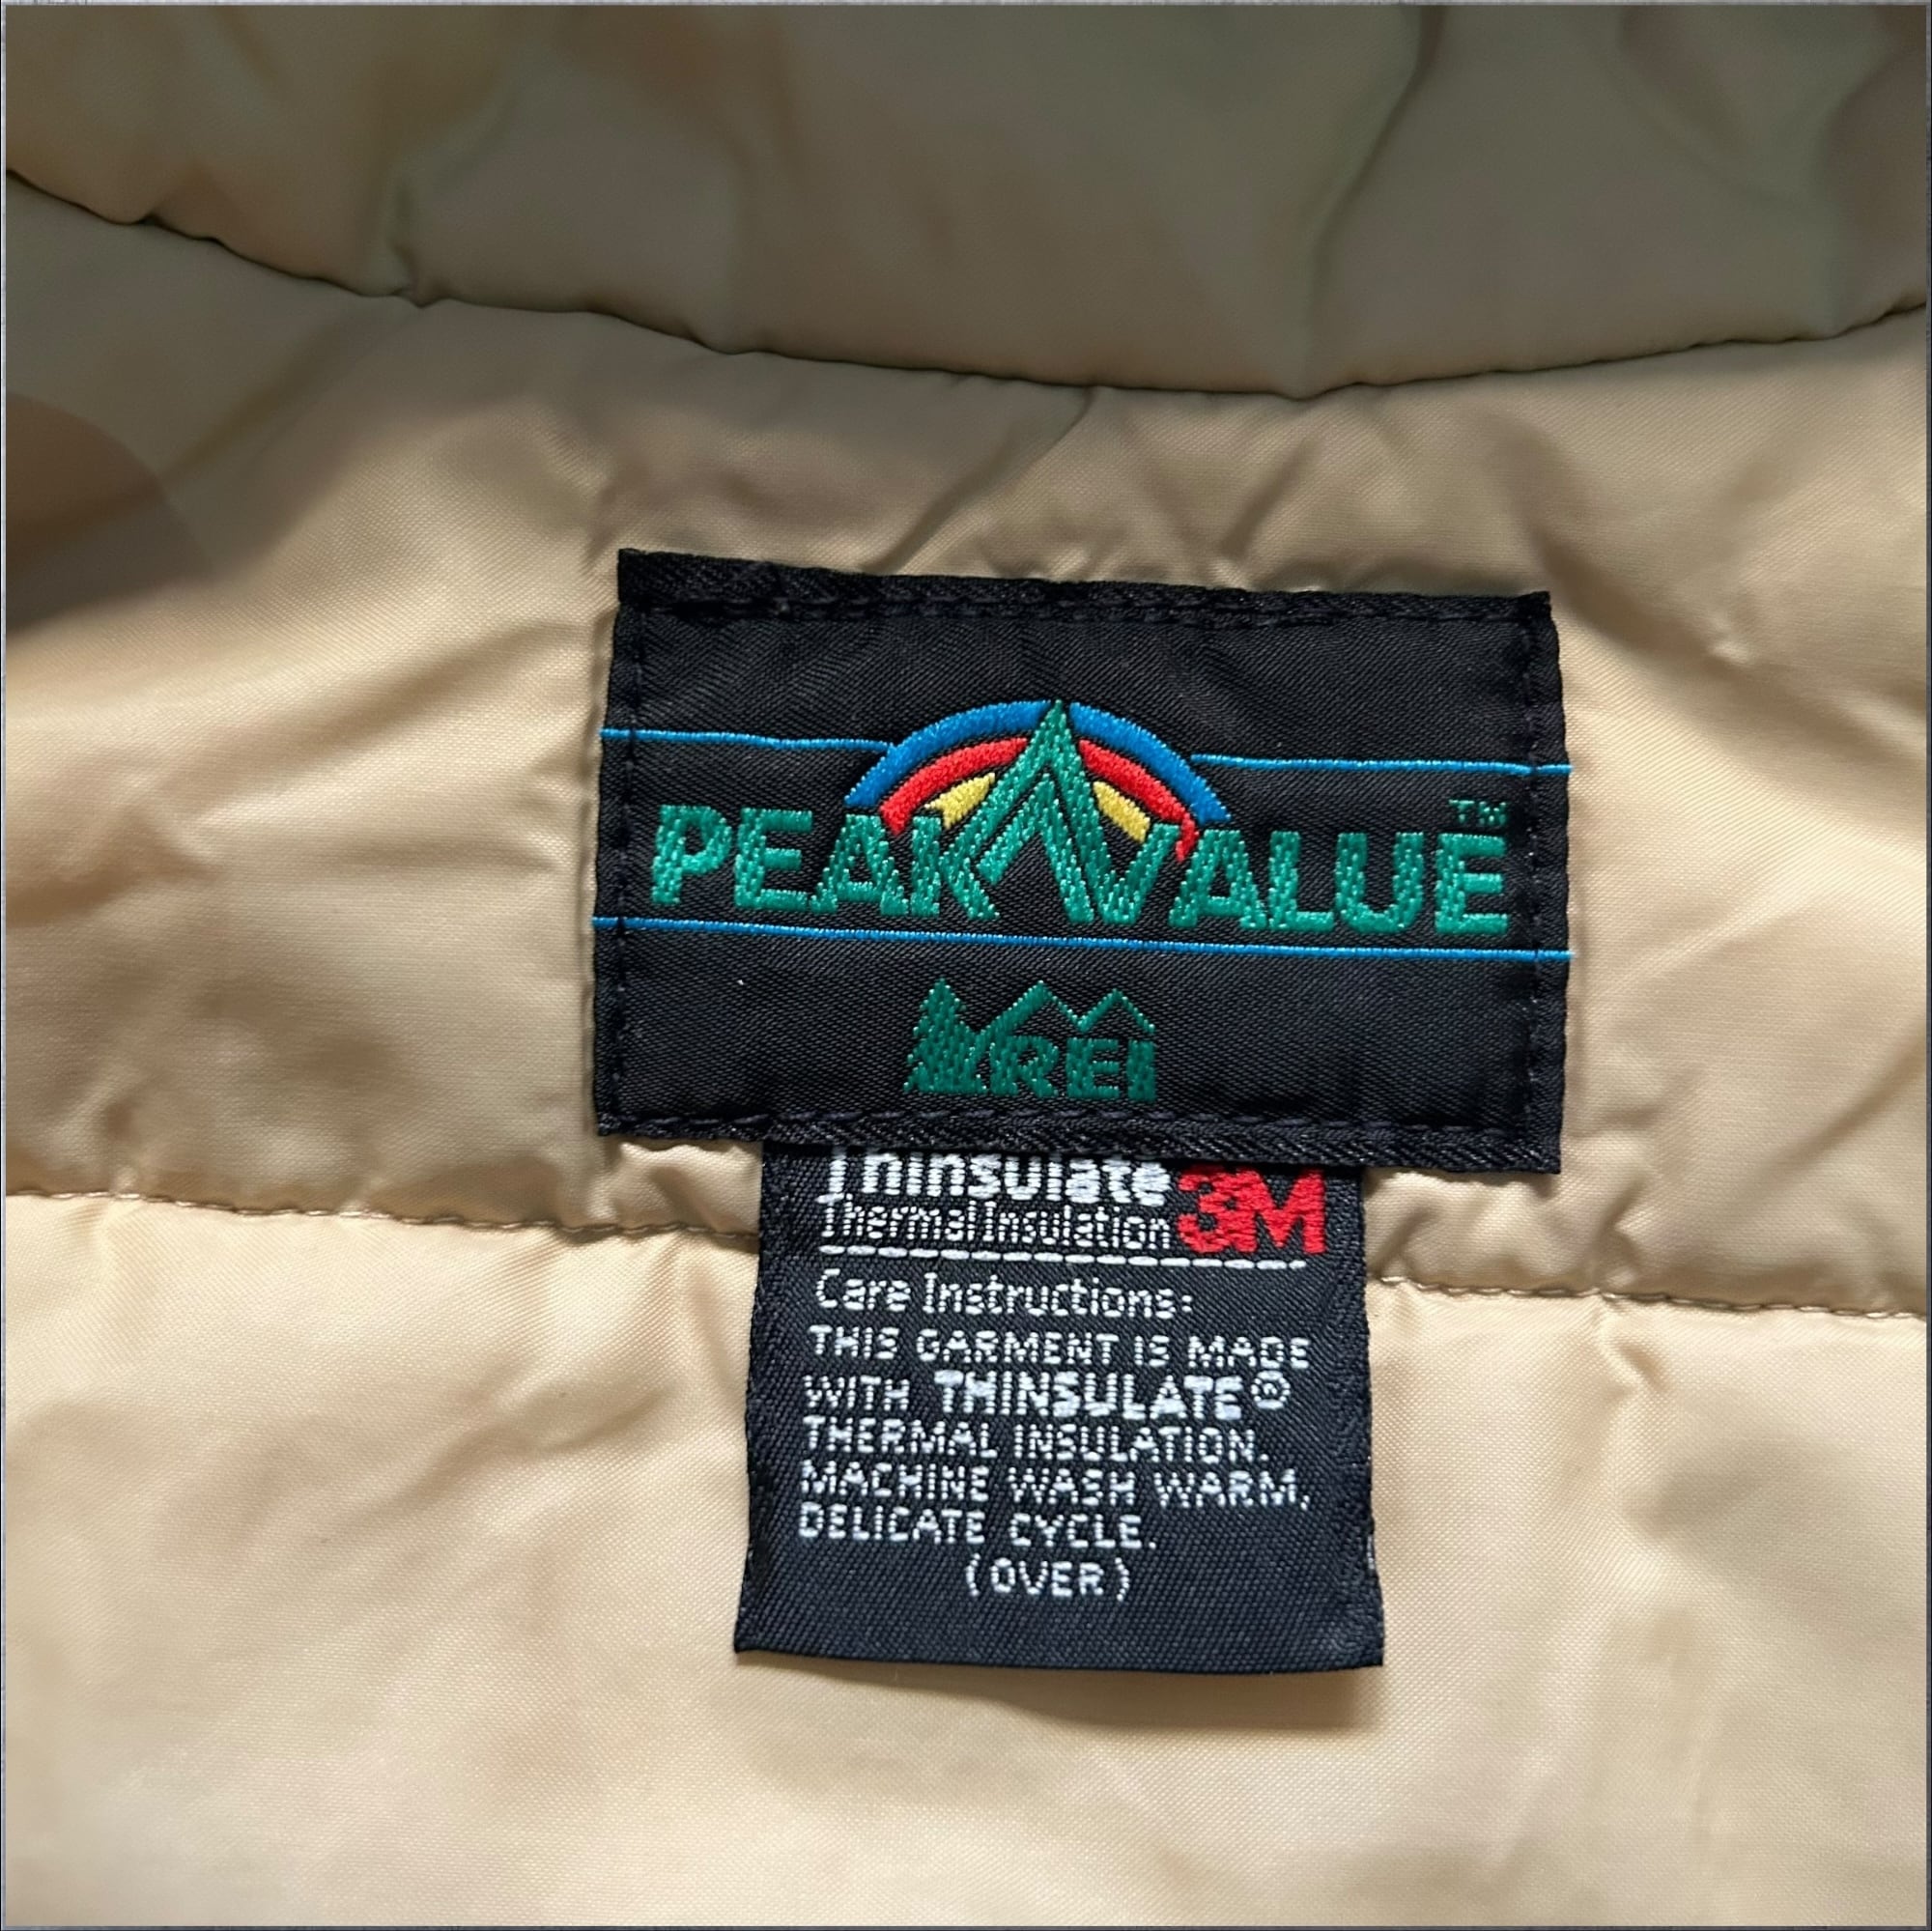 PEAK VALUE™
REI
Thinsulate 3M
Thermal Insulation
Care Instructions:
THIS GARMENT IS MADE
WITH THINSULATE®
THERMAL INSULATION.
MACHINE WASH WARM,
DELICATE CYCLE.
(OVER)